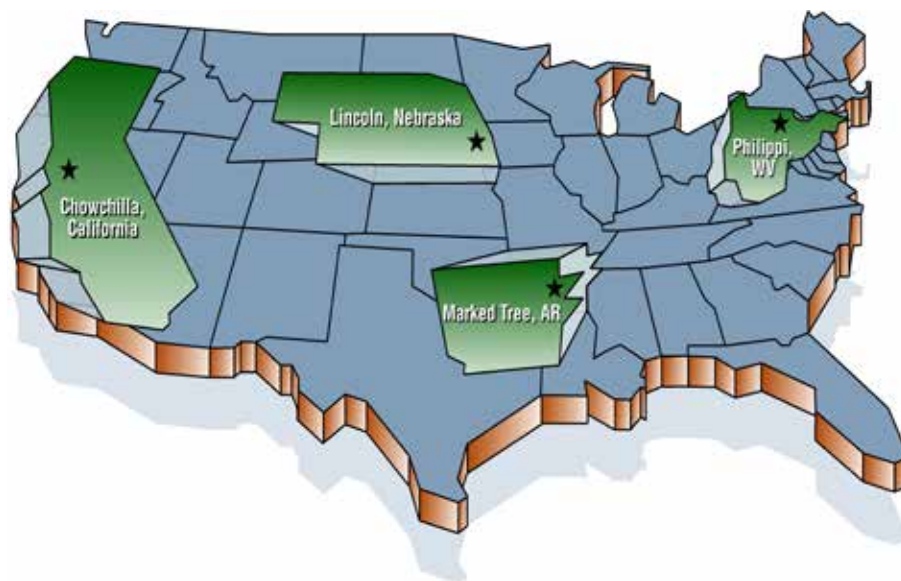 Lincoln, Nebraska
Philippi,
WV
Chowchilla,
California
Marked Tree, AR